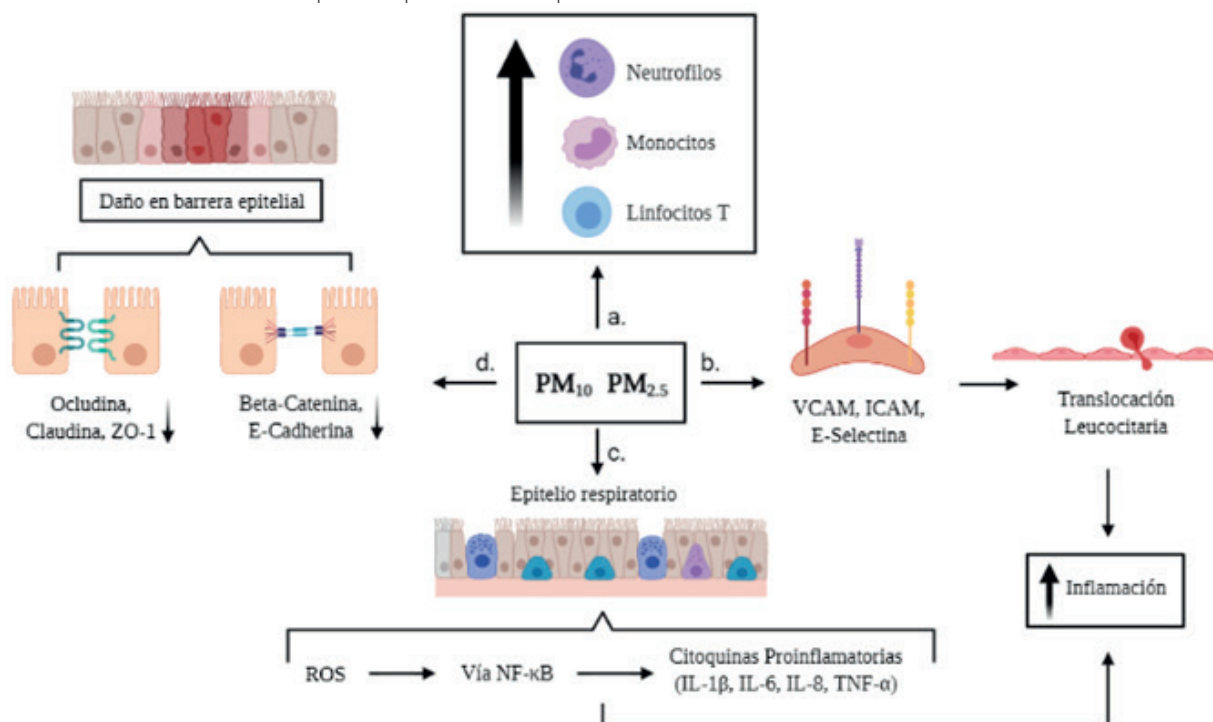 Neutrofilos
Monocitos
Linfocitos T
Daño en barrera epitelial
a.
d.
PM₁₀ PM₂.₅
b.
Ocludina,
Claudina, ZO-1
Beta-Catenina,
E-Cadherina
VCAM, ICAM,
E-Selectina
Translocación
Leucocitaria
c.
Epitelio respiratorio
Inflamación
ROS
Vía NF-κB
Citoquinas Proinflamatorias
(IL-1β, IL-6, IL-8, TNF-α)